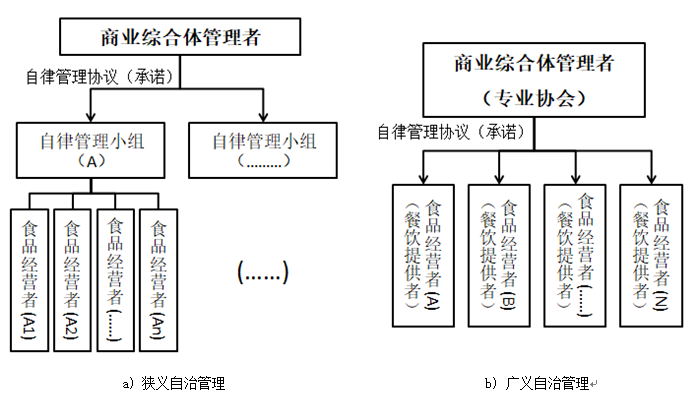 商业综合体管理者
自律管理协议（承诺）
自律管理小组
（A）
自律管理小组
（.........）
食品经营者(A1)
食品经营者(A2)
食品经营者(......)
食品经营者(An)
(......)
a）狭义自治管理
商业综合体管理者
（专业协会）
自律管理协议（承诺）
食品经营者(A)
（餐饮提供者）
食品经营者(B)
（餐饮提供者）
食品经营者(......)
（餐饮提供者）
食品经营者(N)
（餐饮提供者）
b）广义自治管理↵